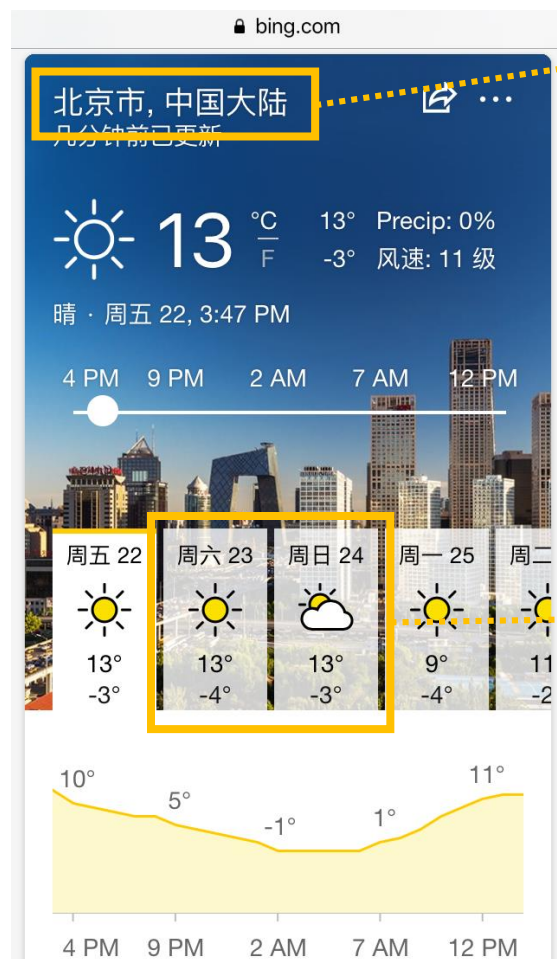 bing.com
北京市, 中国大陆
几分钟前已更新
13 °C F 13° Precip: 0%
-3° 风速: 11 级
晴 · 周五 22, 3:47 PM
4 PM 9 PM 2 AM 7 AM 12 PM
周五 22 周六 23 周日 24 周一 25 周二
13° 13° 13° 9° 11
-3° -4° -3° -4° -2
10° 5° -1° 1° 11°
4 PM 9 PM 2 AM 7 AM 12 PM